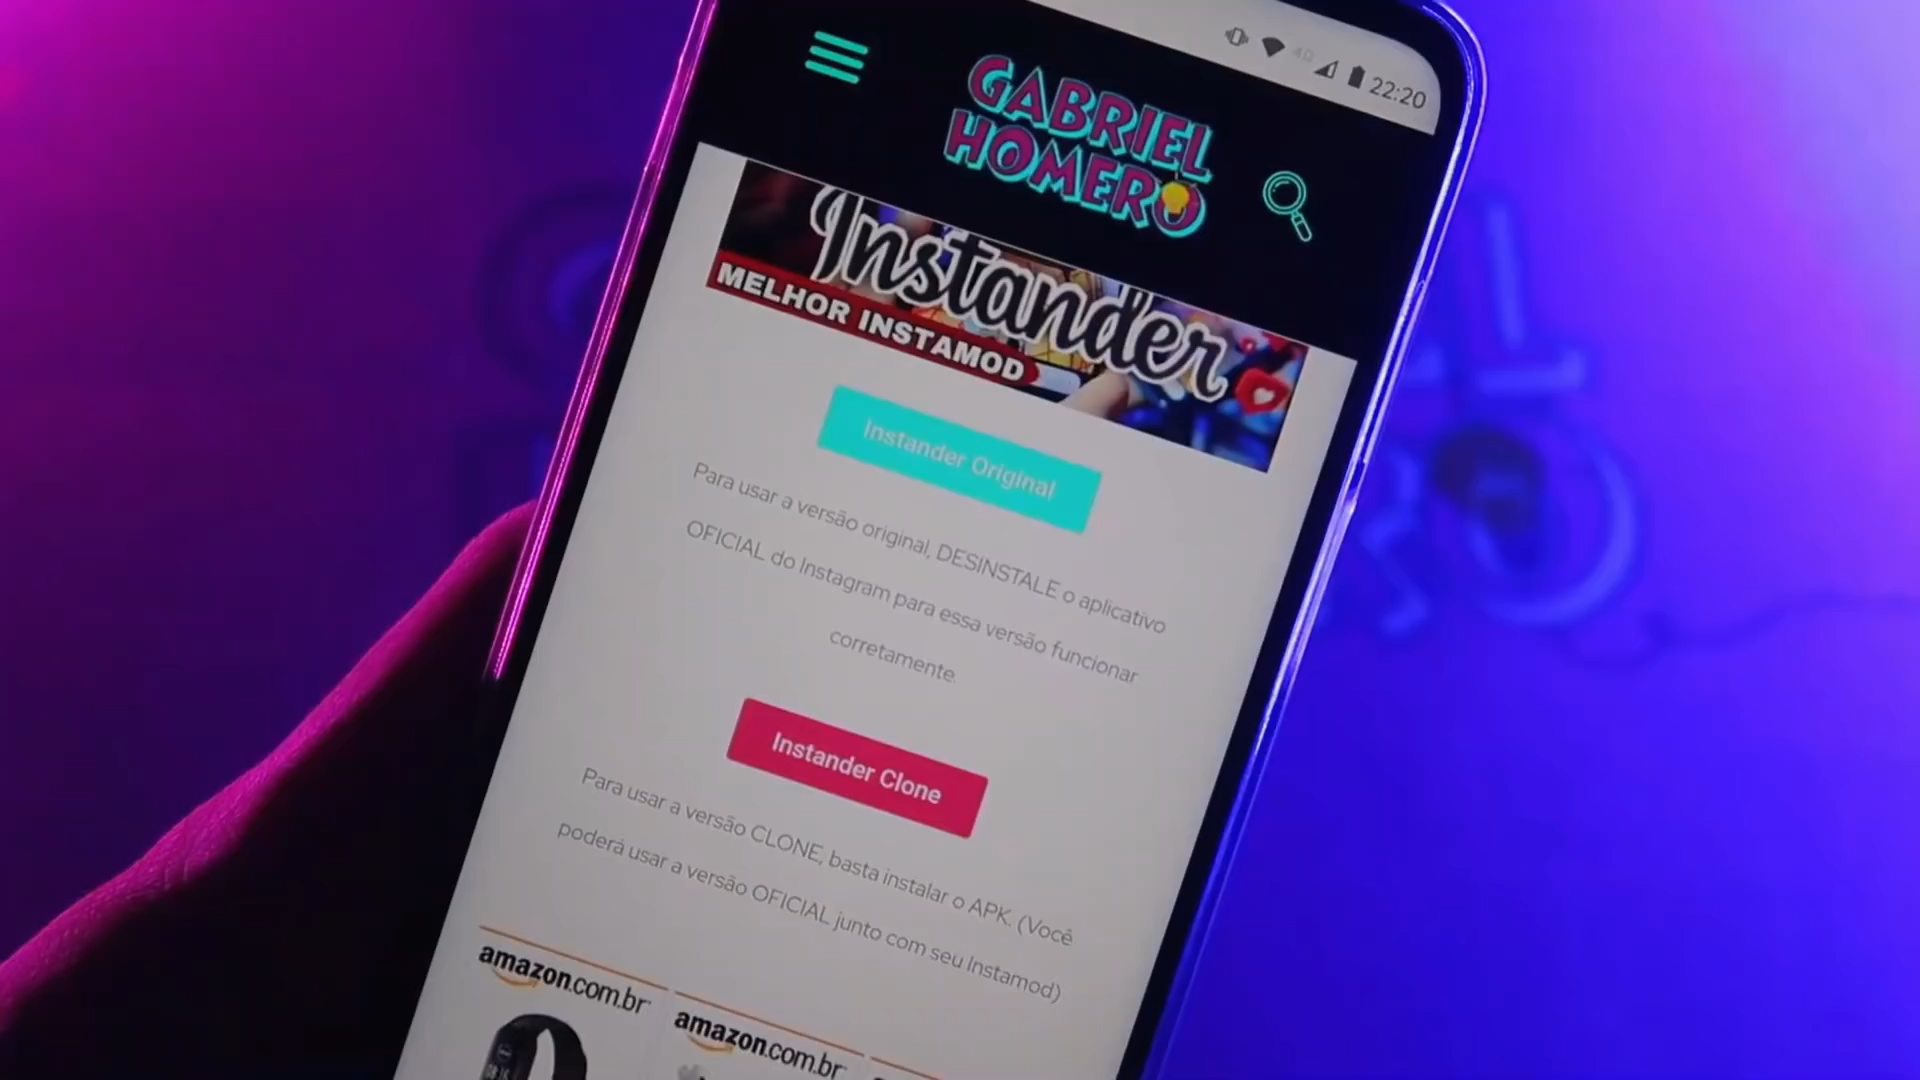 22:20
GABRIEL
HOMERO
Instander
MELHOR INSTAMOD
Instander Original
Para usar a versão original, DESINSTALE o aplicativo
OFICIAL do Instagram para essa versão funcionar
corretamente.
Instander Clone
Para usar a versão CLONE, basta instalar o APK. (Você
poderá usar a versão OFICIAL junto com seu Instamod)
amazon.com.br
amazon.com.br